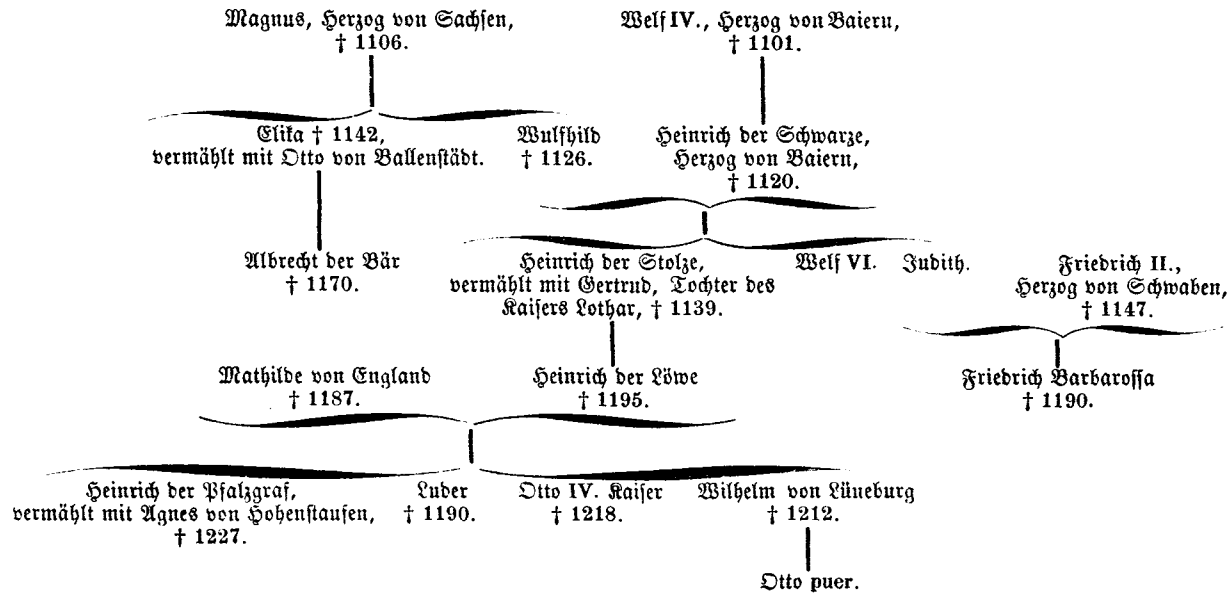 Magnus, Herzog von Sachsen,
† 1106.
Welf IV., Herzog von Baiern,
† 1101.
Elika † 1142,
vermählt mit Otto von Ballenstädt.
Wulfhild
† 1126.
Heinrich der Schwarze,
Herzog von Baiern,
† 1120.
Albrecht der Bär
† 1170.
Heinrich der Stolze,
vermählt mit Gertrud, Tochter des
Kaisers Lothar, † 1139.
Welf VI.
Judith.
Friedrich II.,
Herzog von Schwaben,
† 1147.
Mathilde von England
† 1187.
Heinrich der Löwe
† 1195.
Friedrich Barbarossa
† 1190.
Heinrich der Pfalzgraf,
vermählt mit Agnes von Hohenstaufen,
† 1227.
Luder
† 1190.
Otto IV. Kaiser
† 1218.
Wilhelm von Lüneburg
† 1212.
Otto puer.